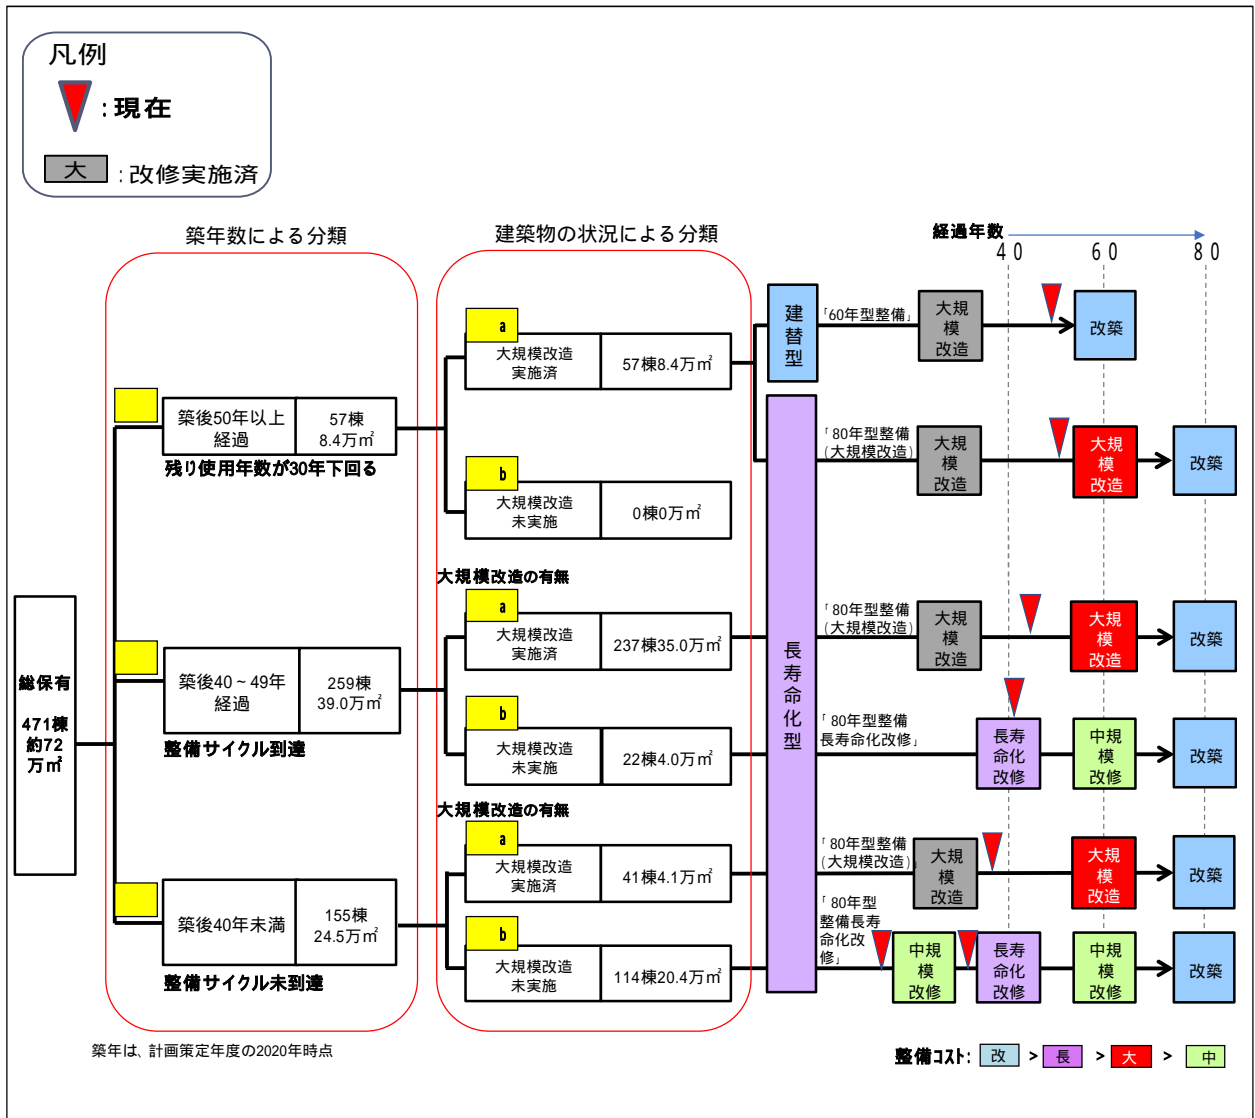 凡例
:現在
大
:改修実施済
築年数による分類
建築物の状況による分類
経過年数
40
60
80
総保有
471棟
約72
万㎡
築後50年以上
経過
57棟
8.4万㎡
残り使用年数が30年下回る
築後40~49年
経過
259棟
39.0万㎡
整備サイクル到達
築後40年未満
155棟
24.5万㎡
整備サイクル未到達
a
大規模改造
実施済
57棟8.4万㎡
b
大規模改造
未実施
0棟0万㎡
大規模改造の有無
a
大規模改造
実施済
237棟35.0万㎡
b
大規模改造
未実施
22棟4.0万㎡
大規模改造の有無
a
大規模改造
実施済
41棟4.1万㎡
b
大規模改造
未実施
114棟20.4万㎡
建替型
長寿命化型
「60年型整備」
大規
模
改造
改築
「80年型整備
(大規模改造)
大規
模
改造
大規
模
改造
改築
「80年型整備
(大規模改造)
大規
模
改造
大規
模
改造
改築
「80年型整備
長寿命化改修」
長寿
命化
改修
中規
模
改修
改築
「80年型整備
(大規模改造)」
大規
模
改造
大規
模
改造
改築
「80年型
整備長寿
命化改
修」
中規
模
改修
長寿
命化
改修
中規
模
改修
改築
築年は、計画策定年度の2020年時点
整備コスト: 改 > 長 > 大 > 中